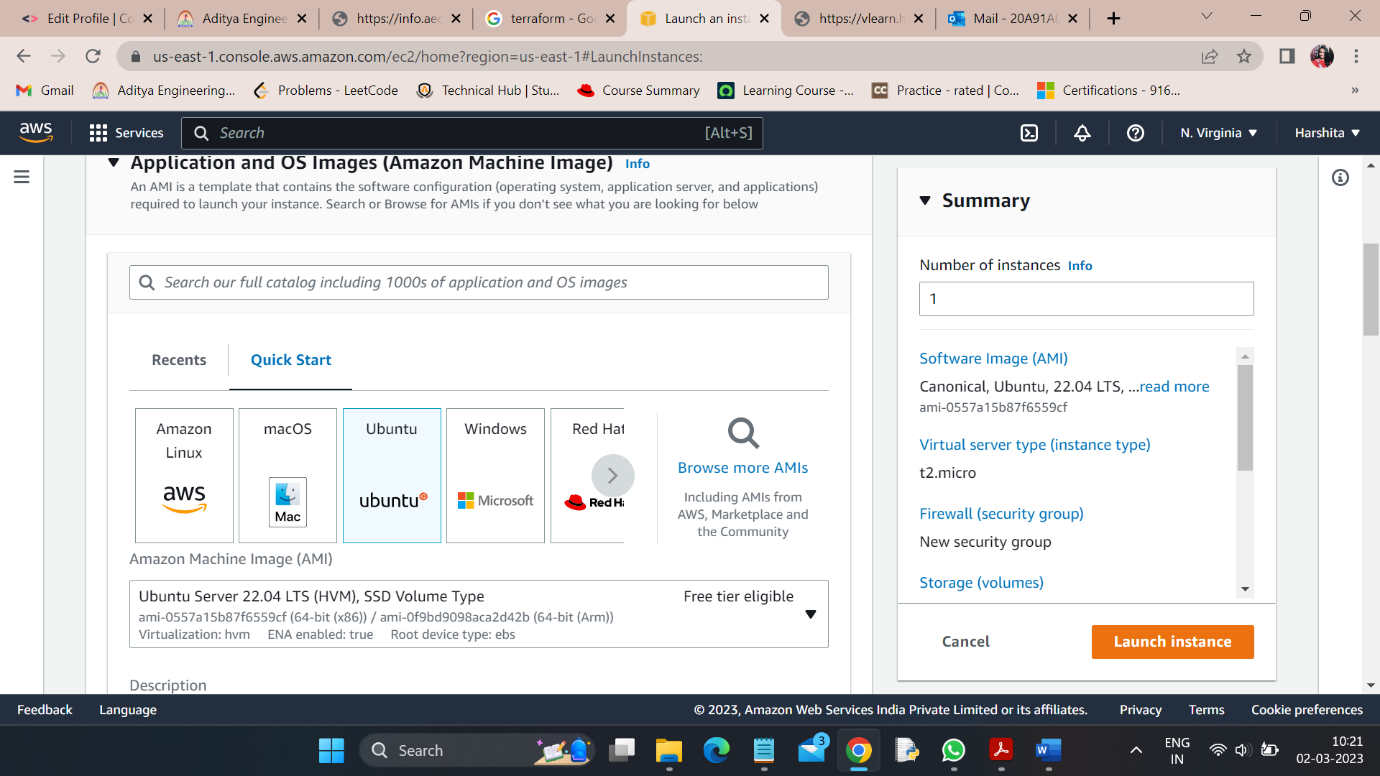 Edit Profile | Co
Aditya Enginee
https://info.aec
terraform - Goo
Launch an insta
https://vlearn.h
Mail - 20A91A0
us-east-1.console.aws.amazon.com/ec2/home?region=us-east-1#LaunchInstances:
Gmail
Aditya Engineering...
Problems - LeetCode
Technical Hub | Stu...
Course Summary
Learning Course -...
CC
Practice - rated | Co...
Certifications - 916...
»
aws
Services
Search
[Alt+S]
N. Virginia
Harshita
Application and OS Images (Amazon Machine Image) Info
An AMI is a template that contains the software configuration (operating system, application server, and applications)
required to launch your instance. Search or Browse for AMIs if you don't see what you are looking for below
Search our full catalog including 1000s of application and OS images
Recents
Quick Start
Amazon
Linux
aws
macOS
Mac
Ubuntu
ubuntu
Windows
Microsoft
Red Hat
Red Ha
Browse more AMIs
Including AMIs from
AWS, Marketplace and
the Community
Amazon Machine Image (AMI)
Ubuntu Server 22.04 LTS (HVM), SSD Volume Type
Free tier eligible
ami-0557a15b87f6559cf (64-bit (x86)) / ami-0f9bd9098aca2d42b (64-bit (Arm))
Virtualization: hvm ENA enabled: true Root device type: ebs
Description
Summary
Number of instances Info
1
Software Image (AMI)
Canonical, Ubuntu, 22.04 LTS, ...read more
ami-0557a15b87f6559cf
Virtual server type (instance type)
t2.micro
Firewall (security group)
New security group
Storage (volumes)
Cancel
Launch instance
Feedback
Language
© 2023, Amazon Web Services India Private Limited or its affiliates.
Privacy
Terms
Cookie preferences
Search
3
ENG
IN
10:21
02-03-2023